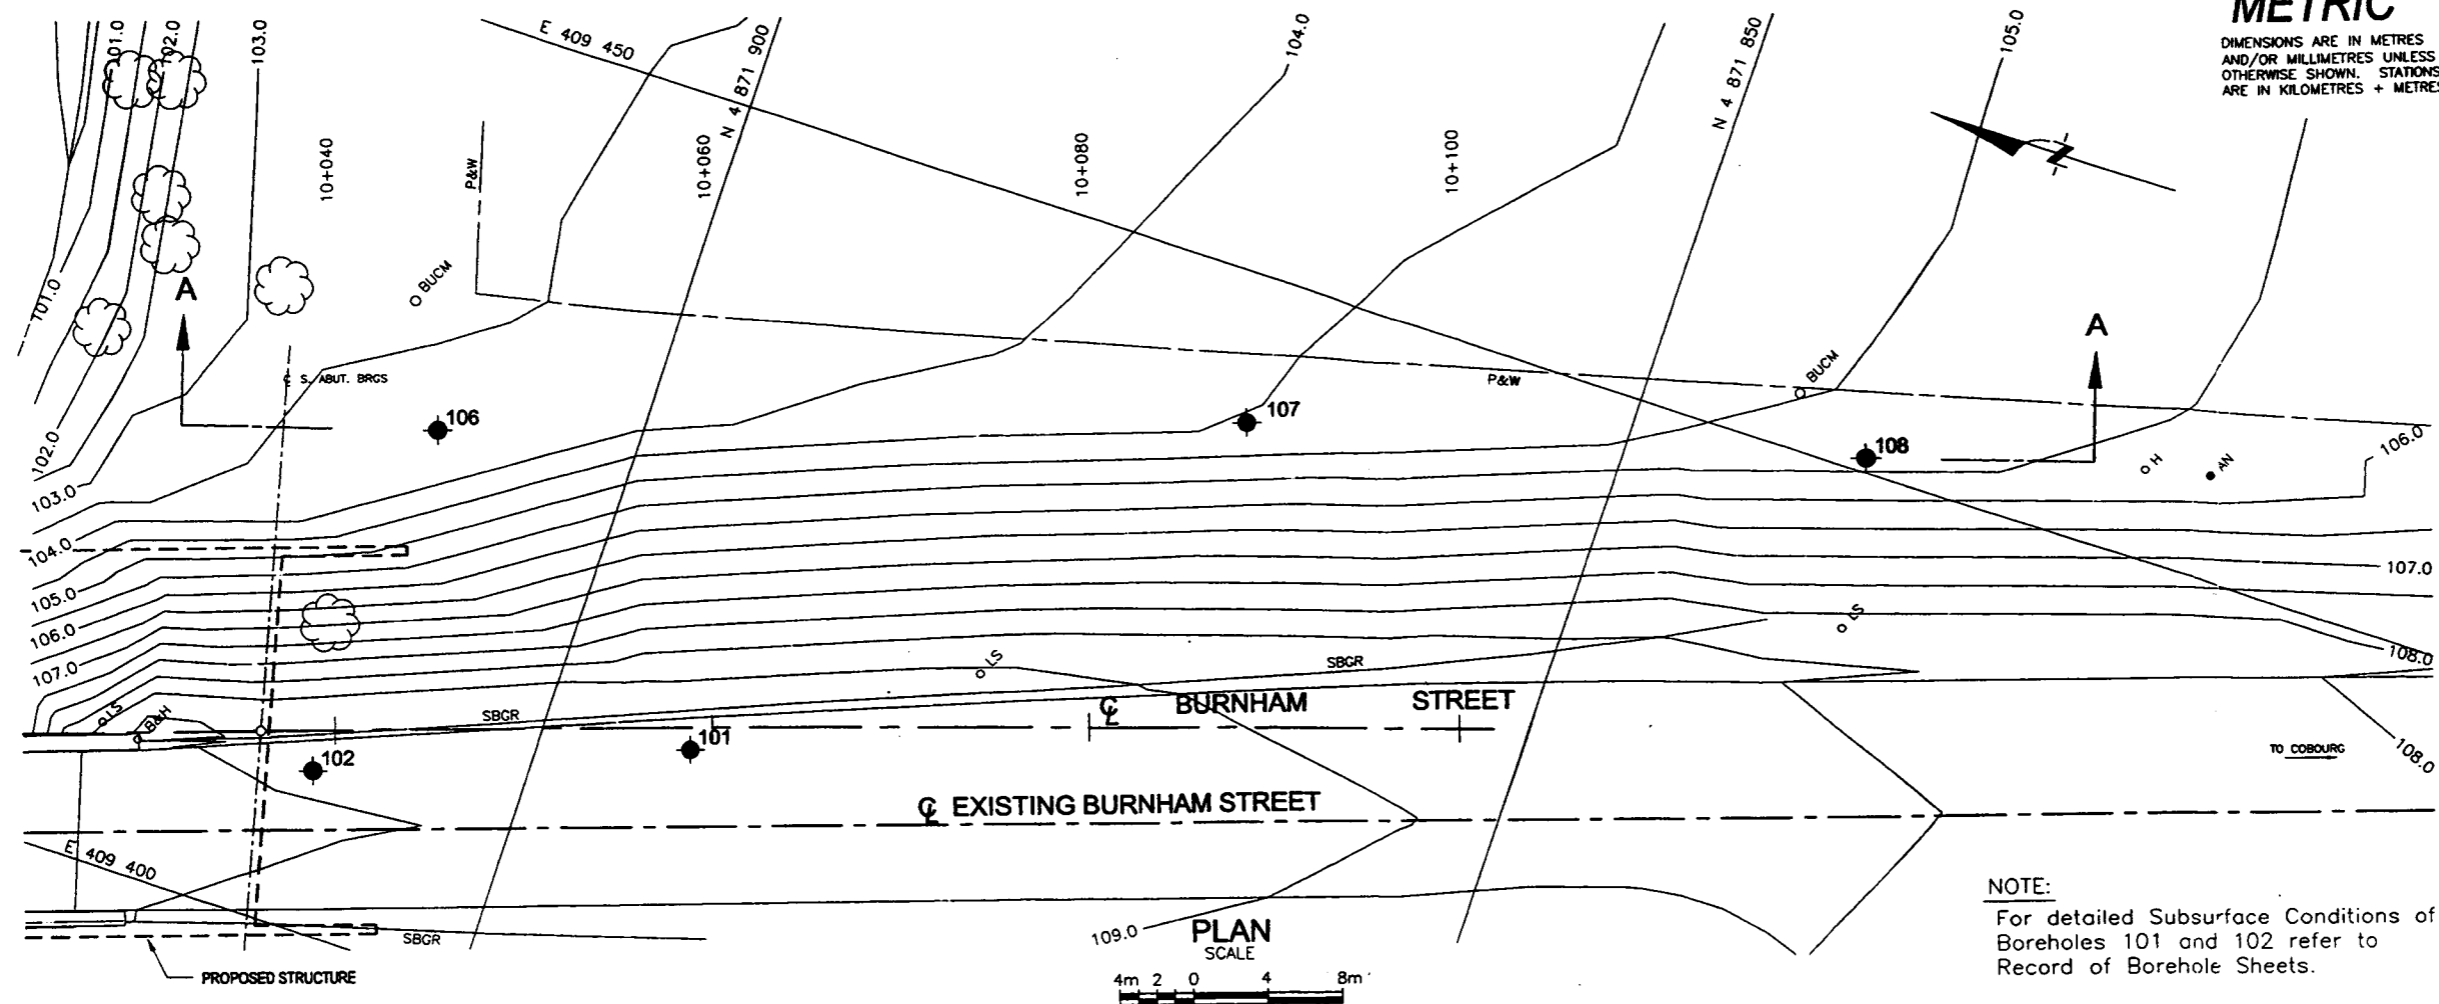 METRIC
DIMENSIONS ARE IN METRES
AND/OR MILLIMETRES UNLESS
OTHERWISE SHOWN. STATIONS
ARE IN KILOMETRES + METRES
101.0
102.0
103.0
E 409 450
N 4 871 900
104.0
N 4 871 850
105.0
10+040
P&W
10+060
10+080
10+100
N
101.0
A
BUCM
A
BUCM
P&W
℄ S. ABUT. BRGS
106
107
108
102.0
103.0
106.0
H
AN
104.0
105.0
106.0
107.0
107.0
LS
108.0
LS
B&H
SBGR
SBGR
℄ BURNHAM STREET
101
102
TO COBOURG
108.0
℄ EXISTING BURNHAM STREET
E 409 400
109.0
SBGR
PROPOSED STRUCTURE
PLAN
SCALE
4m 2 0 4 8m
NOTE:
For detailed Subsurface Conditions of
Boreholes 101 and 102 refer to
Record of Borehole Sheets.